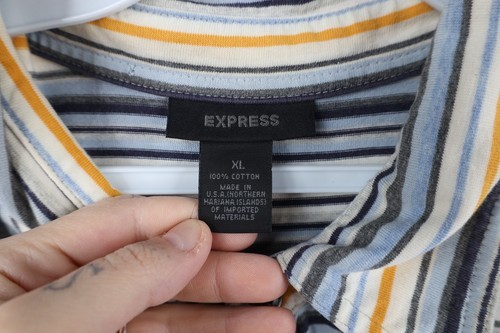 EXPRESS
XL
100% COTTON
MADE IN
U.S.A.(NORTHERN
MARIANA ISLANDS)
OF IMPORTED
MATERIALS